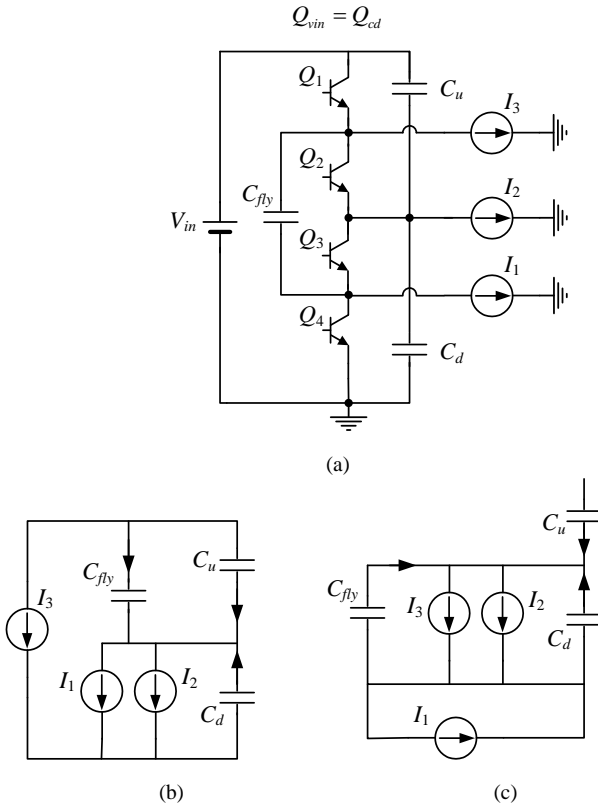 Q_vin = Q_cd
Q_1
C_u
I_3
Q_2
C_fly
I_2
V_in
Q_3
I_1
Q_4
C_d
(a)
C_u
C_fly
I_3
I_1
I_2
C_d
(b)
C_u
C_fly
I_3
I_2
C_d
I_1
(c)